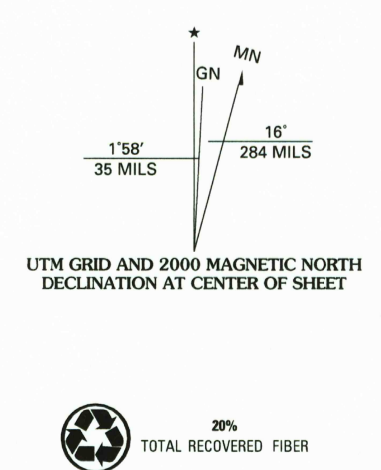 ★
MN
GN
1°58′
35 MILS
16°
284 MILS
UTM GRID AND 2000 MAGNETIC NORTH
DECLINATION AT CENTER OF SHEET
20%
TOTAL RECOVERED FIBER